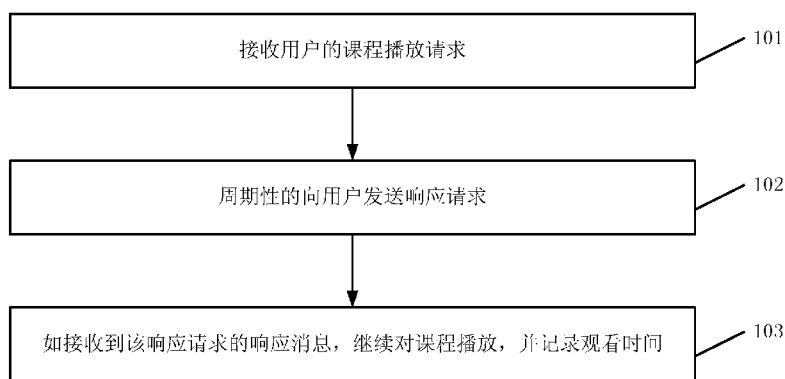 接收用户的课程播放请求
101
周期性的向用户发送响应请求
102
如接收到该响应请求的响应消息，继续对课程播放，并记录观看时间
103